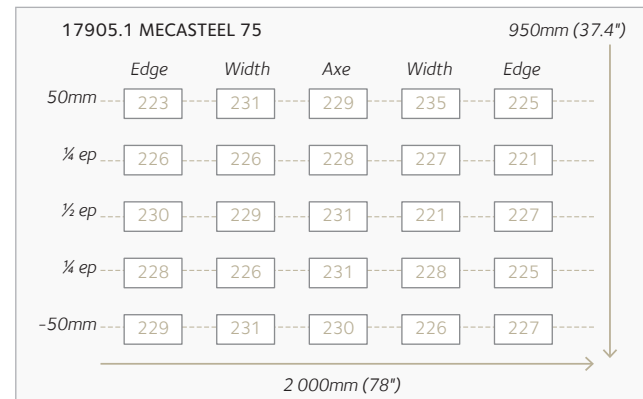 17905.1 MECASTEEL 75 950mm (37.4")
Edge Width Axe Width Edge
50mm 223 231 229 235 225
¼ ep 226 226 228 227 221
½ ep 230 229 231 221 227
¼ ep 228 226 231 228 225
-50mm 229 231 230 226 227
2 000mm (78")